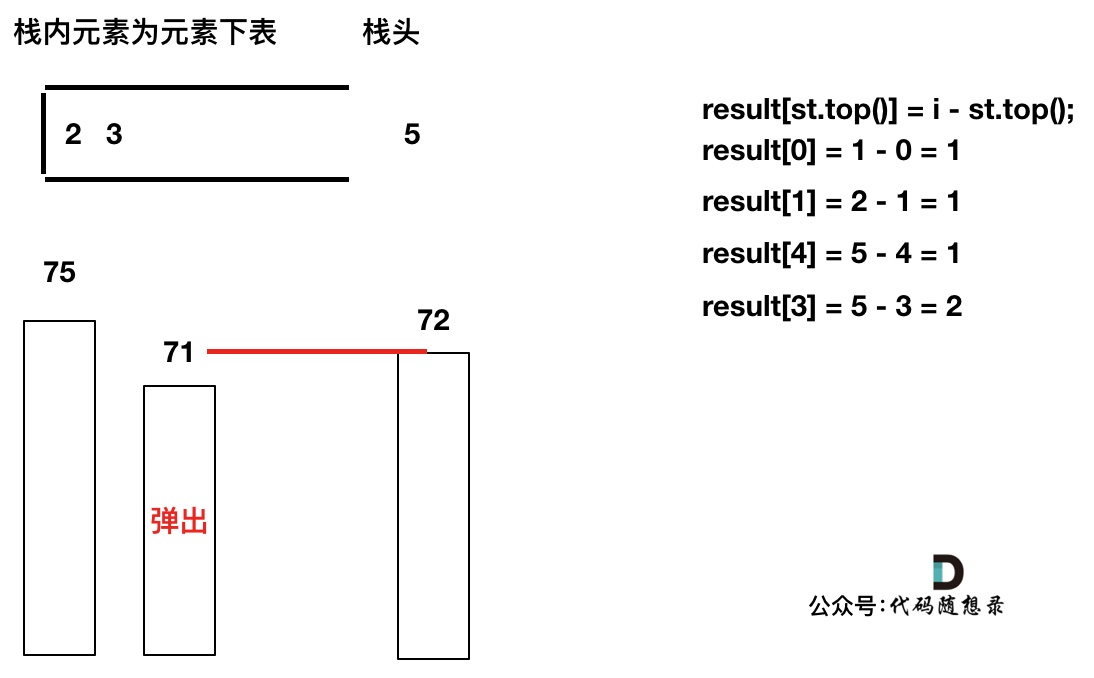 栈内元素为元素下表
栈头
2 3
5
result[st.top()] = i - st.top();
result[0] = 1 - 0 = 1
result[1] = 2 - 1 = 1
result[4] = 5 - 4 = 1
result[3] = 5 - 3 = 2
75
71
72
弹出
D
公众号：代码随想录